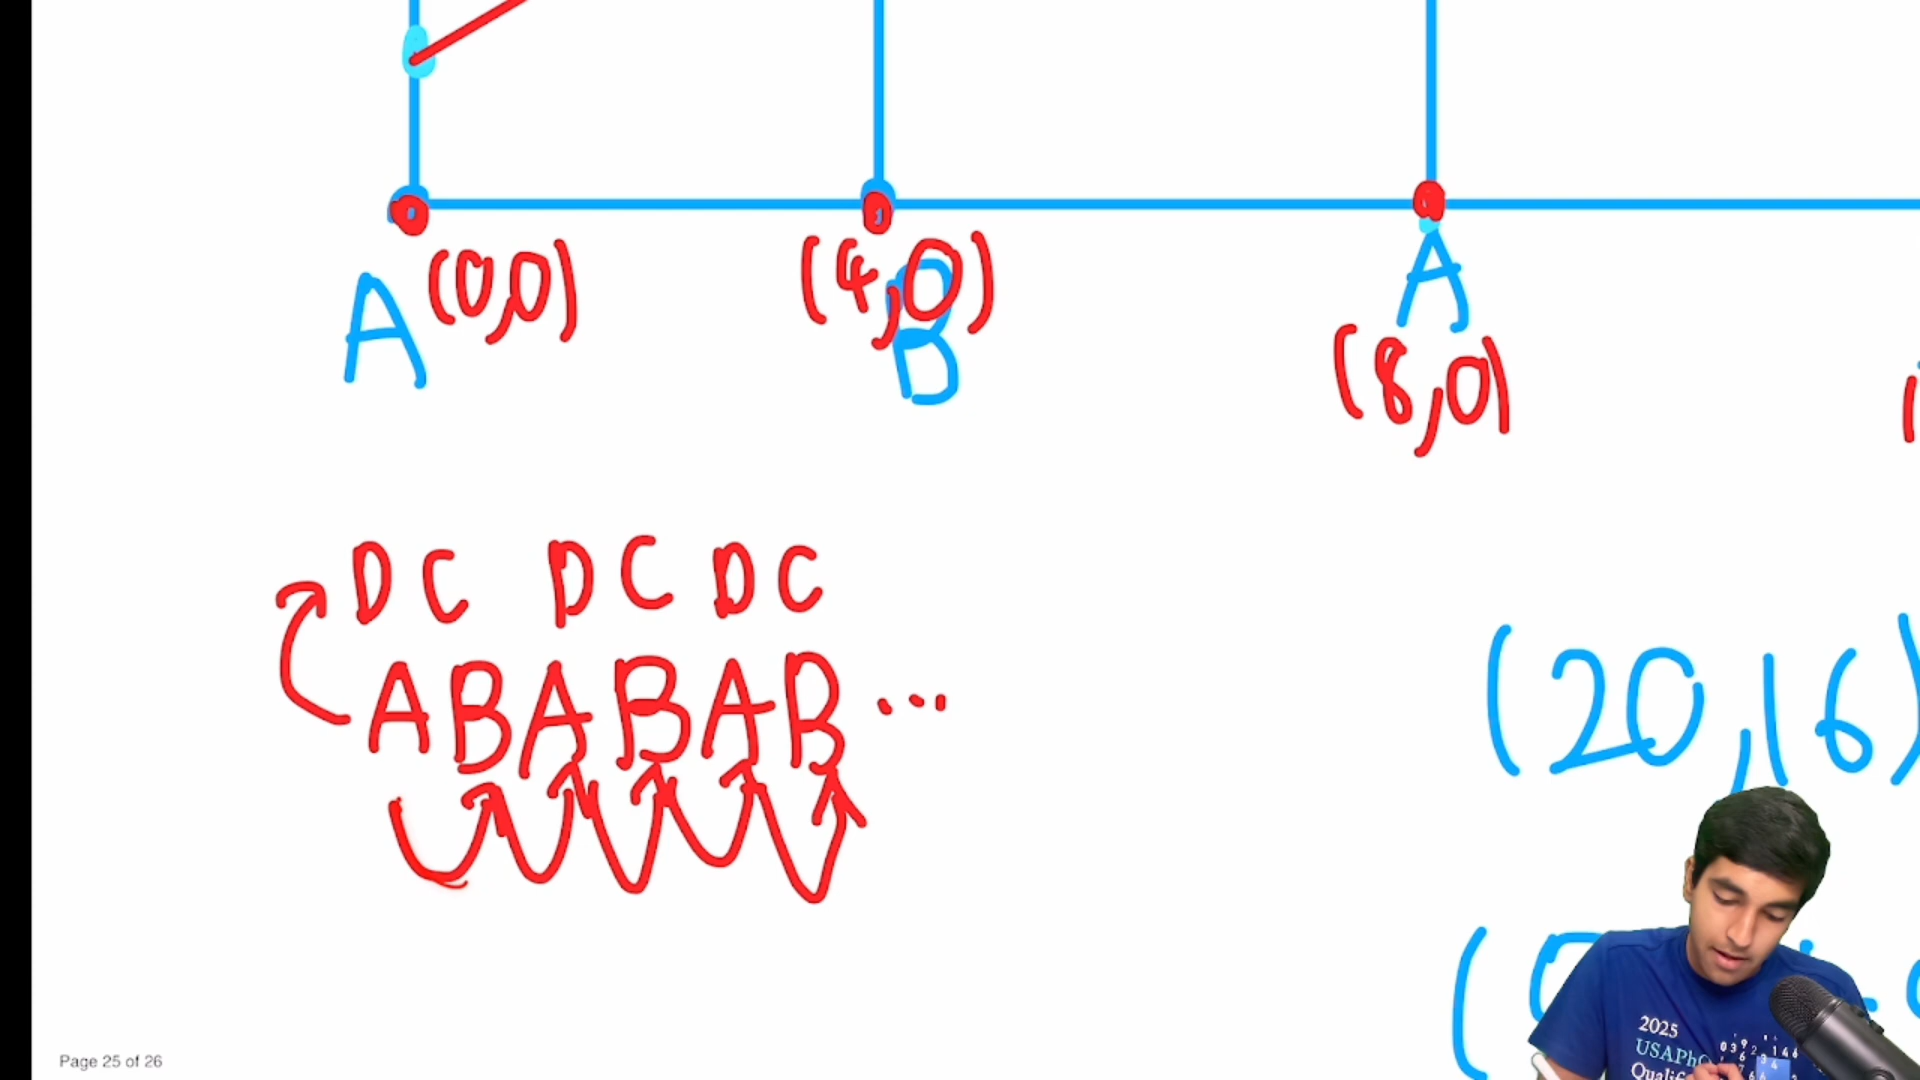 A (0,0) (4,0) B A
(8,0)
D C D C D C
A B A B A B ...
(20,16)
2025
USAPhO
Page 25 of 26